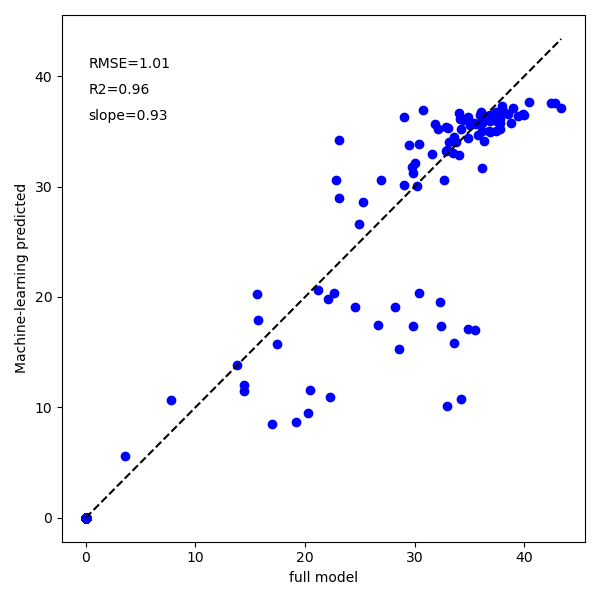 RMSE=1.01
R2=0.96
slope=0.93
Machine-learning predicted
40
30
20
10
0
0 10 20 30 40
full model